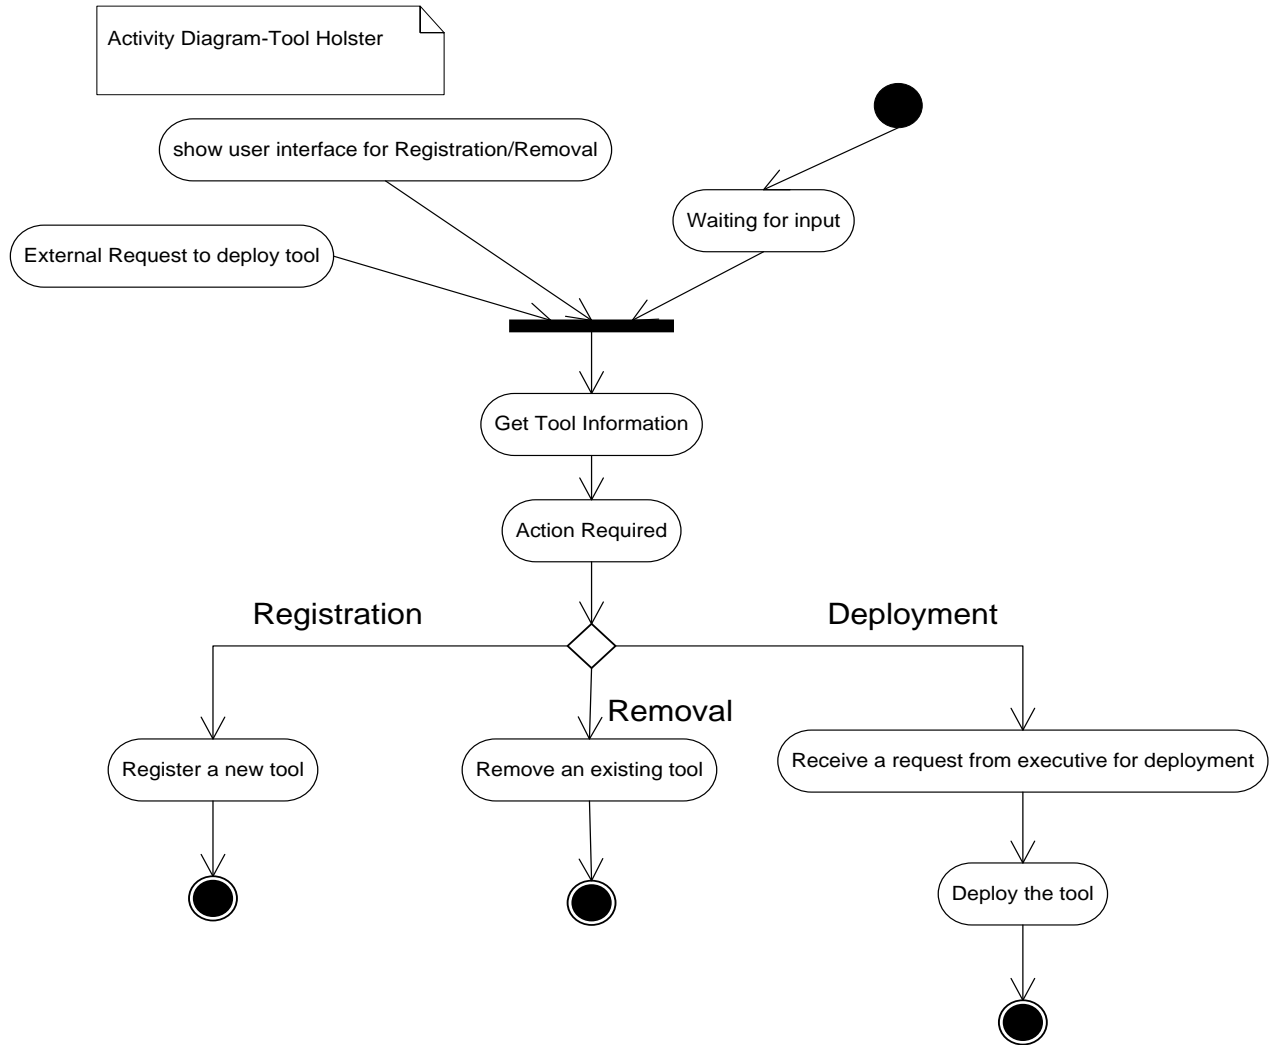 Activity Diagram-Tool Holster
show user interface for Registration/Removal
Waiting for input
External Request to deploy tool
Get Tool Information
Action Required
Registration
Deployment
Removal
Register a new tool
Remove an existing tool
Receive a request from executive for deployment
Deploy the tool